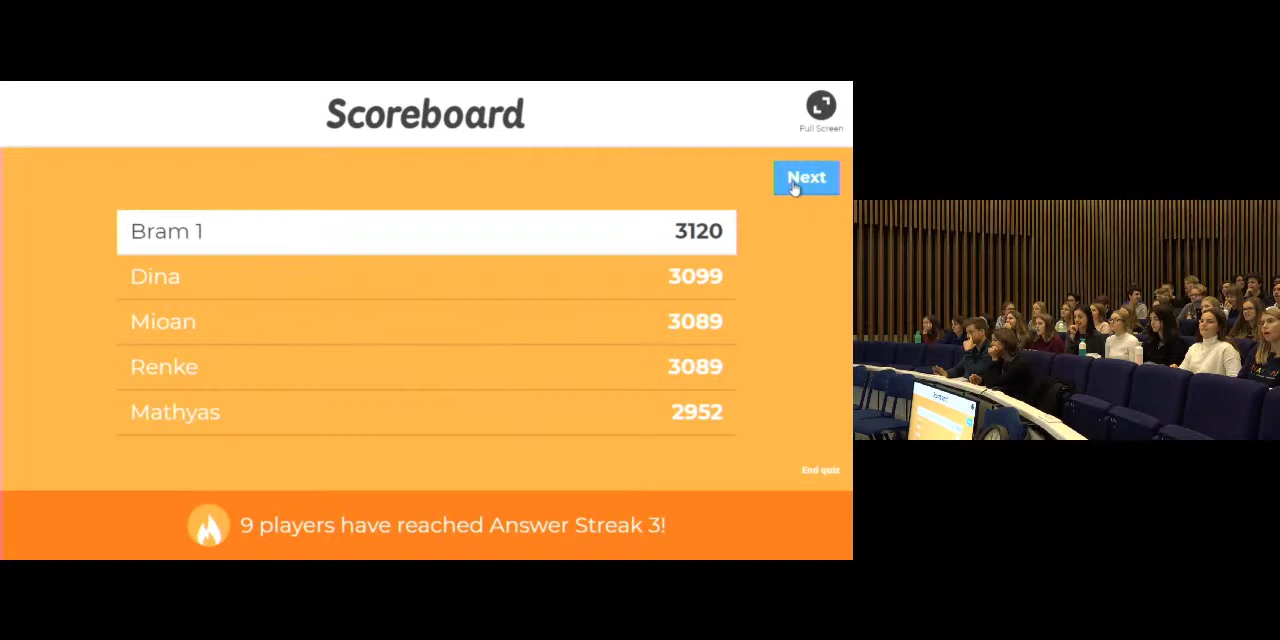 Scoreboard
Full Screen
Next
Bram 1 3120
Dina 3099
Mioan 3089
Renke 3089
Mathyas 2952
End quiz
9 players have reached Answer Streak 3!